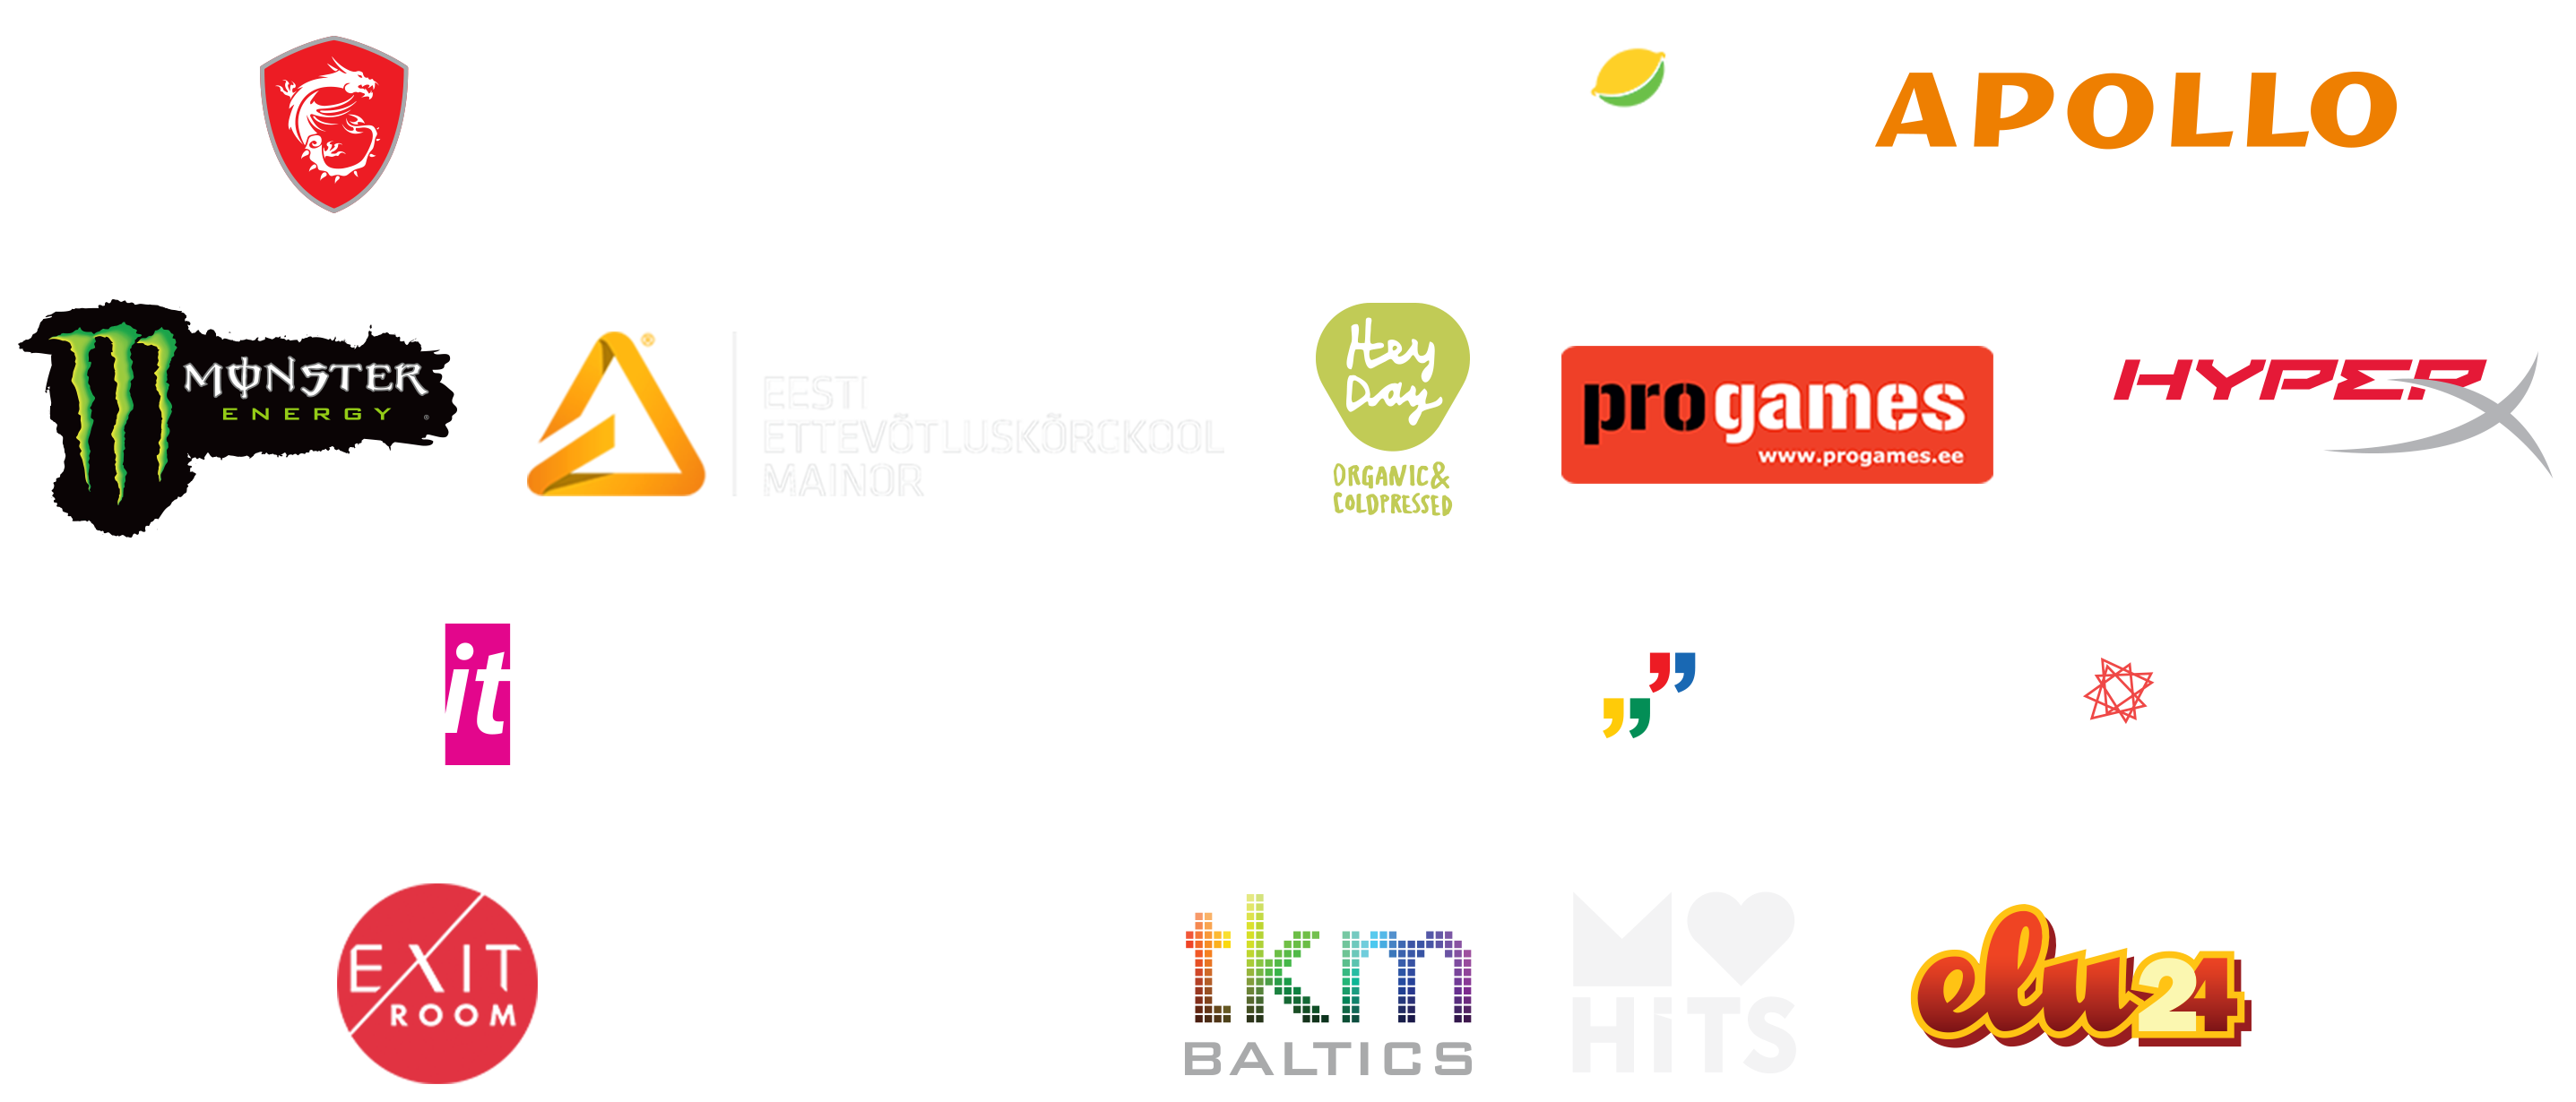 APOLLO
MONSTER
ENERGY
EESTI
ETTEVÕTLUSKÕRGKOOL
MAINOR
Hey
Day
ORGANIC&
COLDPRESSED
progames
www.progames.ee
HYPERX
it
EXIT
ROOM
tkm
BALTICS
M
HiTS
elu24